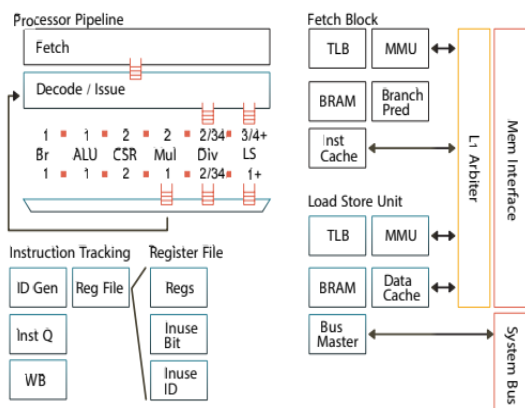 Processor Pipeline
Fetch
Decode / Issue
1 1 2 2 2/34 3/4+
Br ALU CSR Mul Div LS
1 1 2 1 2/34 1+
Instruction Tracking
ID Gen
Reg File
Inst Q
WB
Register File
Regs
Inuse
Bit
Inuse
ID
Fetch Block
TLB
MMU
BRAM
Branch
Pred
Inst
Cache
Load Store Unit
TLB
MMU
BRAM
Data
Cache
Bus
Master
L1 Arbiter
Mem Interface
System Bus